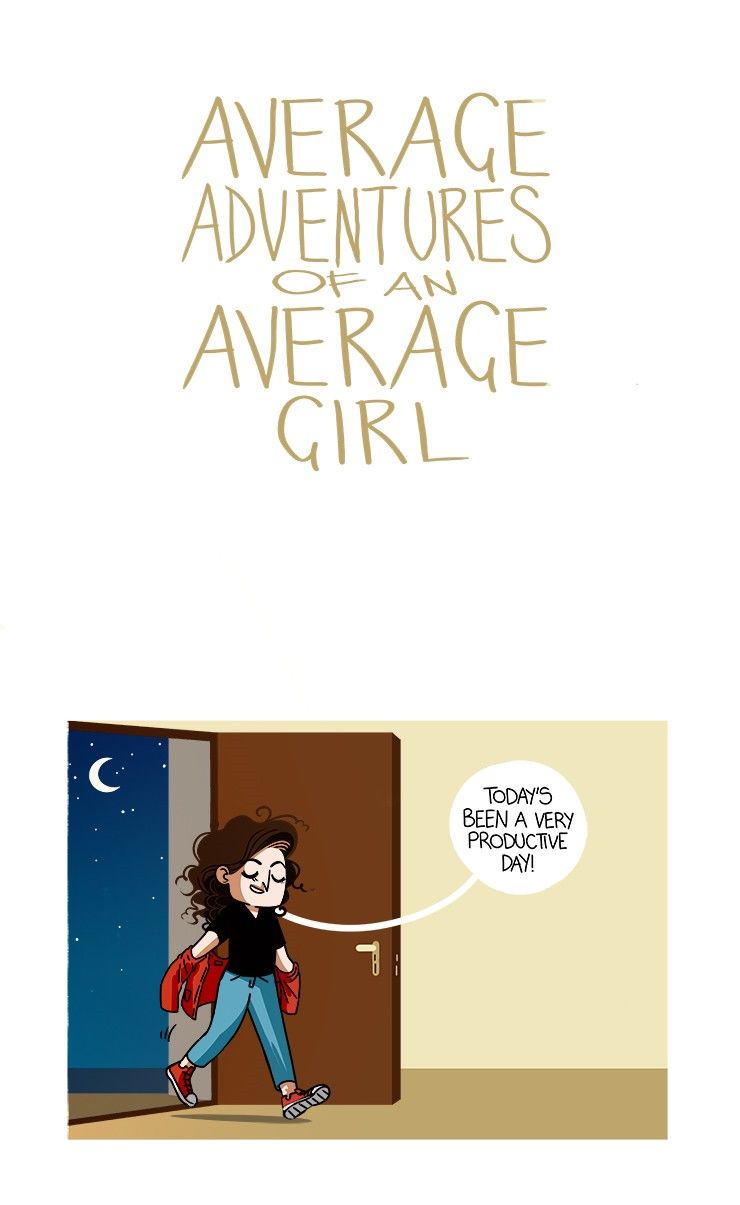 AVERAGE
ADVENTURES
OF AN
AVERAGE
GIRL
TODAY'S
BEEN A VERY
PRODUCTIVE
DAY!